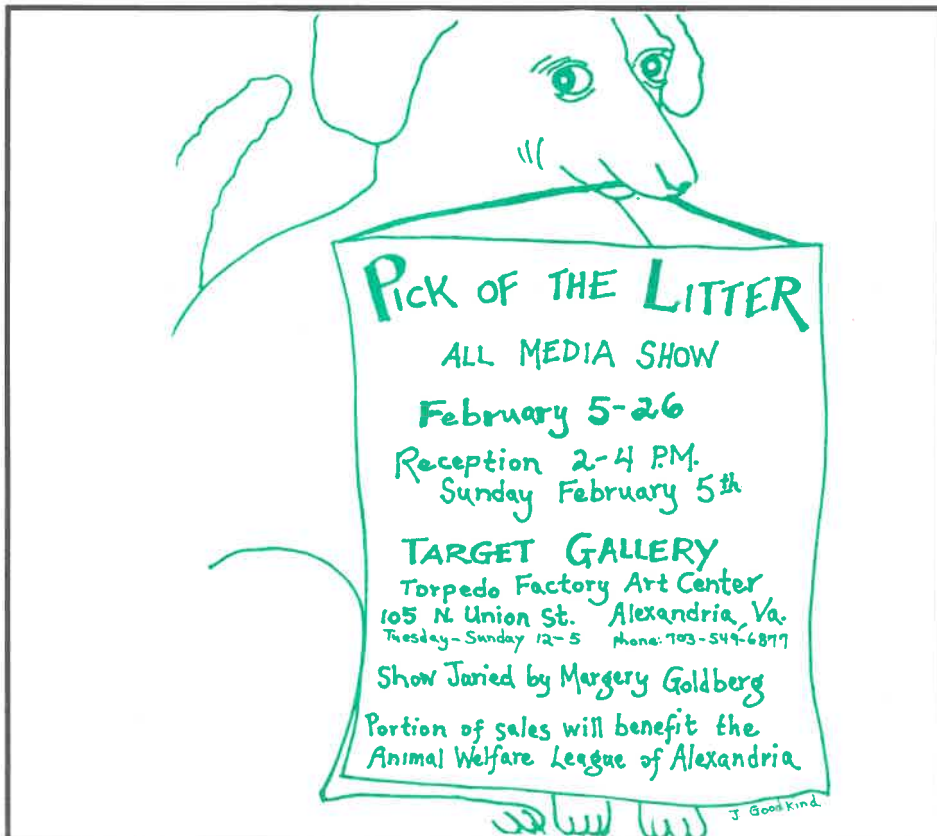 PICK OF THE LITTER
ALL MEDIA SHOW
February 5-26
Reception 2-4 P.M.
Sunday February 5th
TARGET GALLERY
Torpedo Factory Art Center
105 N. Union St. Alexandria, Va.
Tuesday-Sunday 12-5 phone: 703-549-6877
Show Juried by Margery Goldberg
Portion of sales will benefit the
Animal Welfare League of Alexandria
J Goodkind